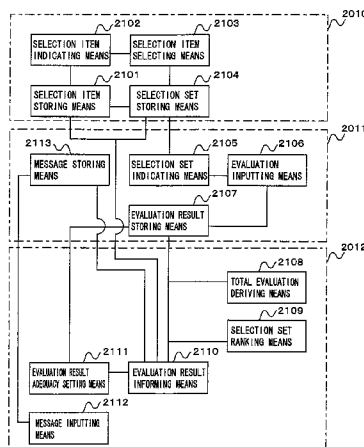 2010
2102
2103
SELECTION ITEM
INDICATING MEANS
SELECTION ITEM
SELECTING MEANS
2101
2104
SELECTION ITEM
STORING MEANS
SELECTION SET
STORING MEANS
2011
2113
2105
2106
MESSAGE STORING
MEANS
SELECTION SET
INDICATING MEANS
EVALUATION
INPUTTING MEANS
2107
EVALUATION RESULT
STORING MEANS
2012
2108
TOTAL EVALUATION
DERIVING MEANS
2109
SELECTION SET
RANKING MEANS
2111
2110
EVALUATION RESULT
ADEQUACY SETTING MEANS
EVALUATION RESULT
INFORMING MEANS
2112
MESSAGE INPUTTING
MEANS